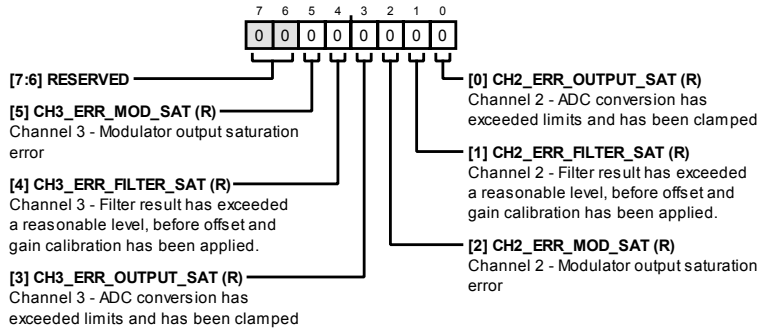 7 6 5 4 3 2 1 0
0 0 0 0 0 0 0 0
[7:6] RESERVED
[5] CH3_ERR_MOD_SAT (R)
Channel 3 - Modulator output saturation
error
[4] CH3_ERR_FILTER_SAT (R)
Channel 3 - Filter result has exceeded
a reasonable level, before offset and
gain calibration has been applied.
[3] CH3_ERR_OUTPUT_SAT (R)
Channel 3 - ADC conversion has
exceeded limits and has been clamped
[0] CH2_ERR_OUTPUT_SAT (R)
Channel 2 - ADC conversion has
exceeded limits and has been clamped
[1] CH2_ERR_FILTER_SAT (R)
Channel 2 - Filter result has exceeded
a reasonable level, before offset and
gain calibration has been applied.
[2] CH2_ERR_MOD_SAT (R)
Channel 2 - Modulator output saturation
error